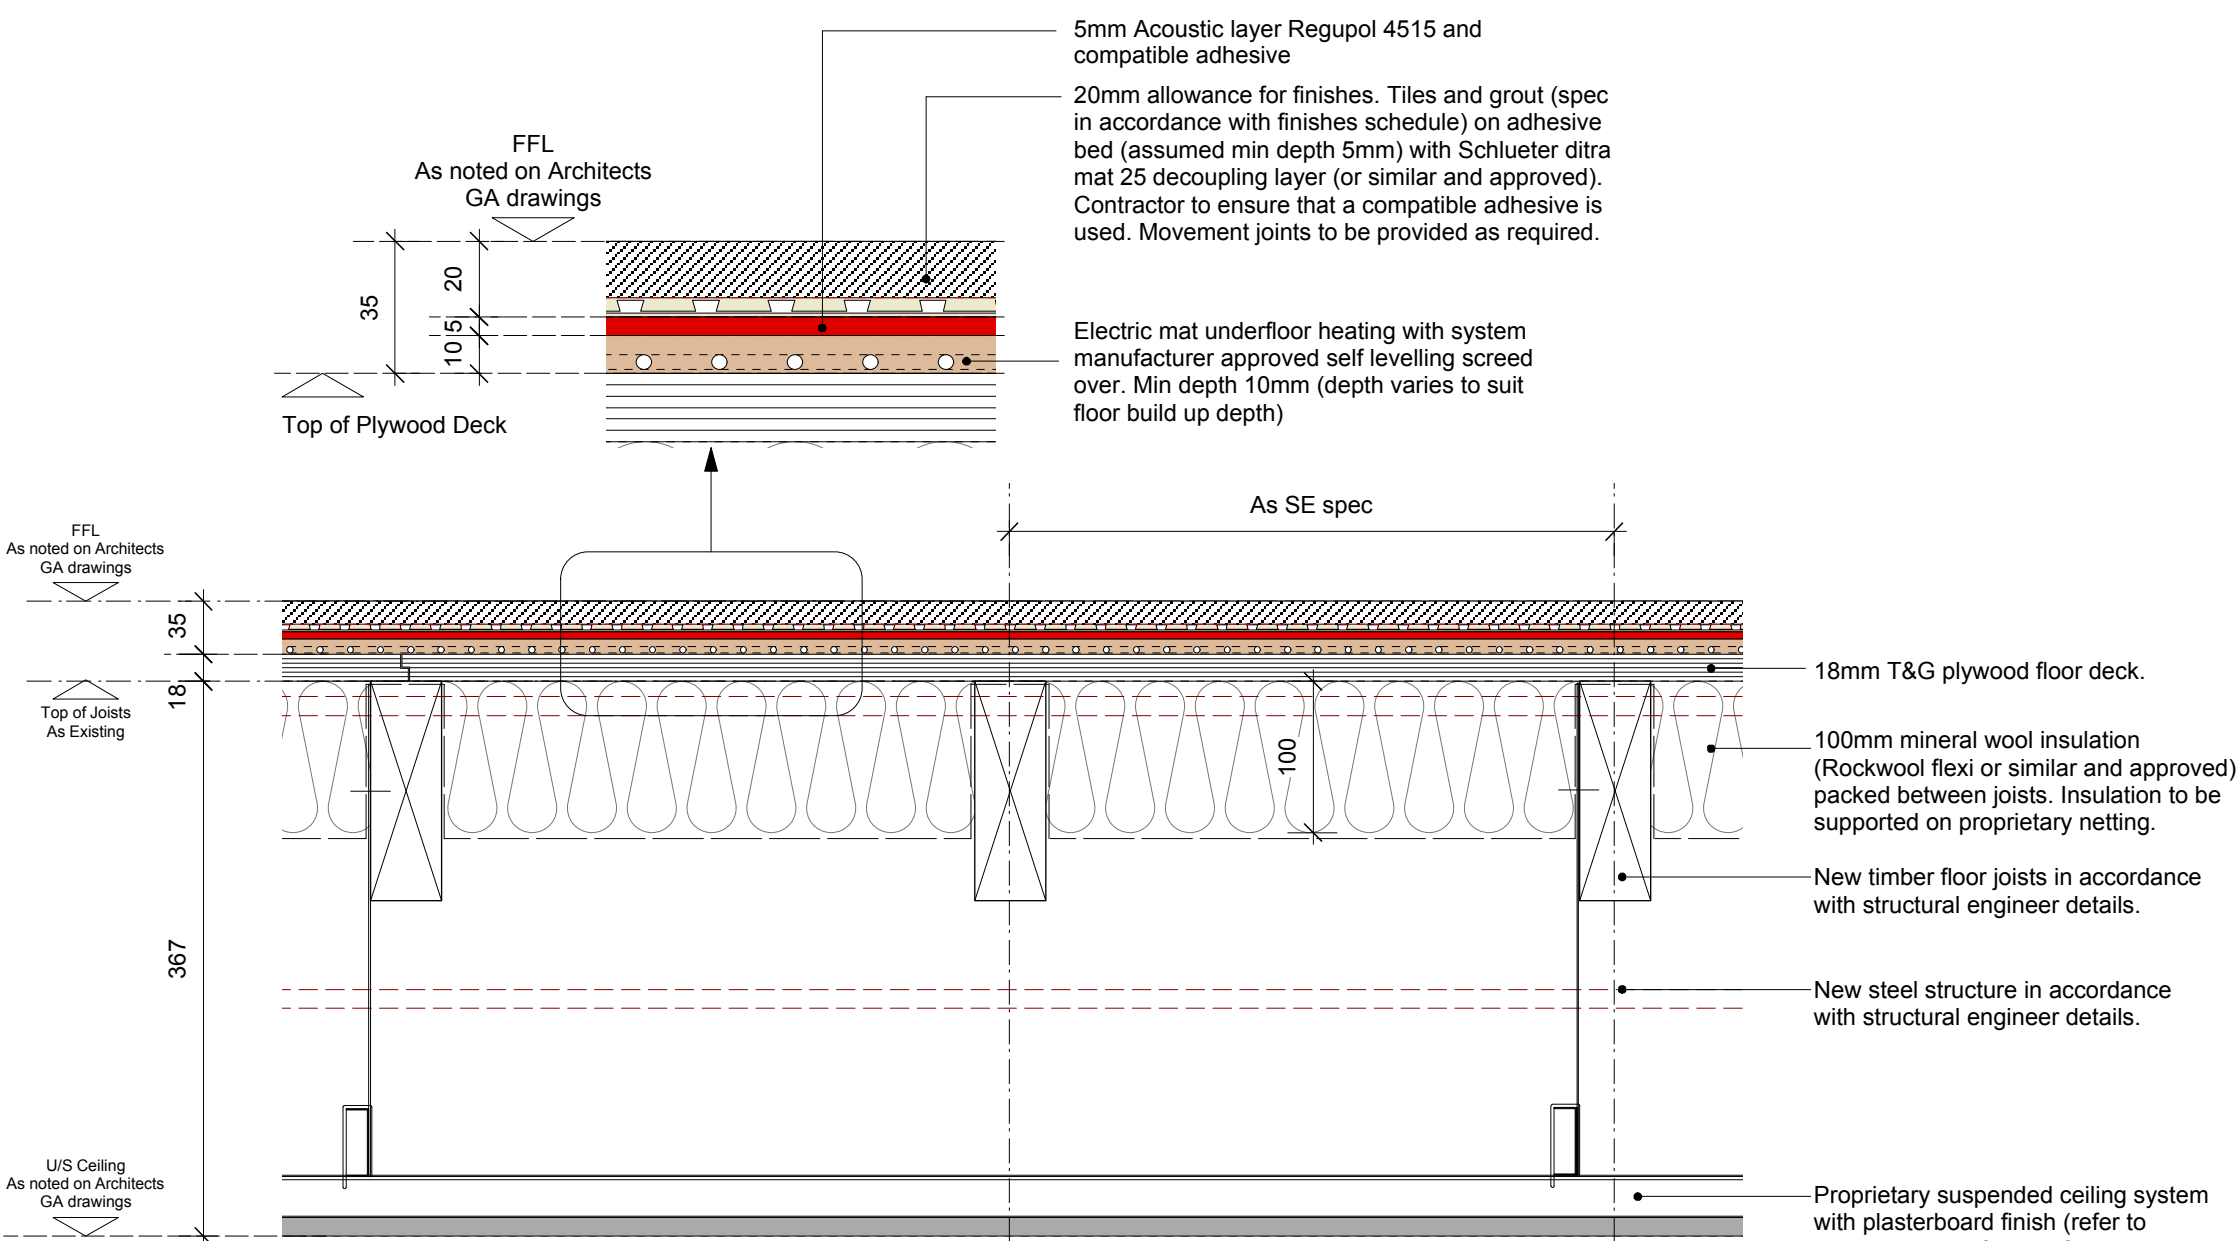 5mm Acoustic layer Regupol 4515 and
compatible adhesive
20mm allowance for finishes. Tiles and grout (spec
in accordance with finishes schedule) on adhesive
bed (assumed min depth 5mm) with Schlueter ditra
mat 25 decoupling layer (or similar and approved).
Contractor to ensure that a compatible adhesive is
used. Movement joints to be provided as required.
FFL
As noted on Architects
GA drawings
35
20
5
10
Top of Plywood Deck
Electric mat underfloor heating with system
manufacturer approved self levelling screed
over. Min depth 10mm (depth varies to suit
floor build up depth)
As SE spec
FFL
As noted on Architects
GA drawings
35
18
Top of Joists
As Existing
367
100
18mm T&G plywood floor deck.
100mm mineral wool insulation
(Rockwool flexi or similar and approved)
packed between joists. Insulation to be
supported on proprietary netting.
New timber floor joists in accordance
with structural engineer details.
New steel structure in accordance
with structural engineer details.
U/S Ceiling
As noted on Architects
GA drawings
Proprietary suspended ceiling system
with plasterboard finish (refer to